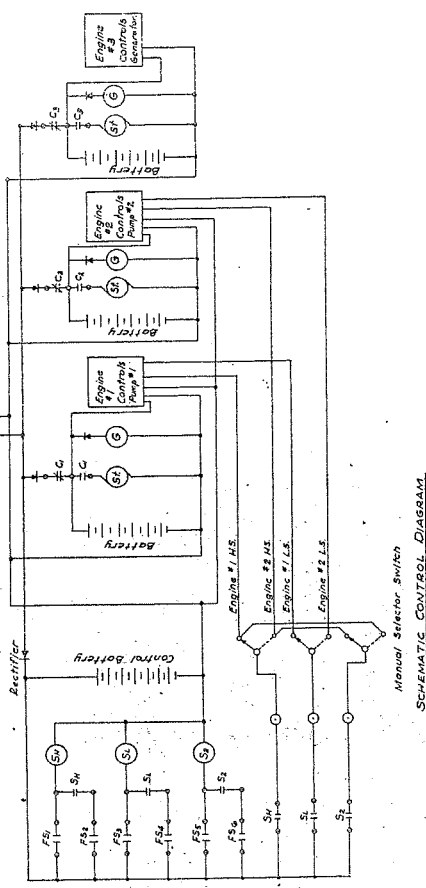 Engine
#3
Controls
Generator
G
St
C3
C3
Battery
Engine
#2
Controls
Pump #2
G
St
C2
C2
Battery
Engine
#1
Controls
Pump #1
G
St
C1
C1
Battery
Rectifier
Control Battery
SH
SL
S2
FS1
SH
FS2
FS3
SL
FS4
FS5
S2
FS6
SH
SL
S2
Engine #1 H.S.
Engine #2 H.S.
Engine #1 L.S.
Engine #2 L.S.
Manual Selector Switch
SCHEMATIC CONTROL DIAGRAM